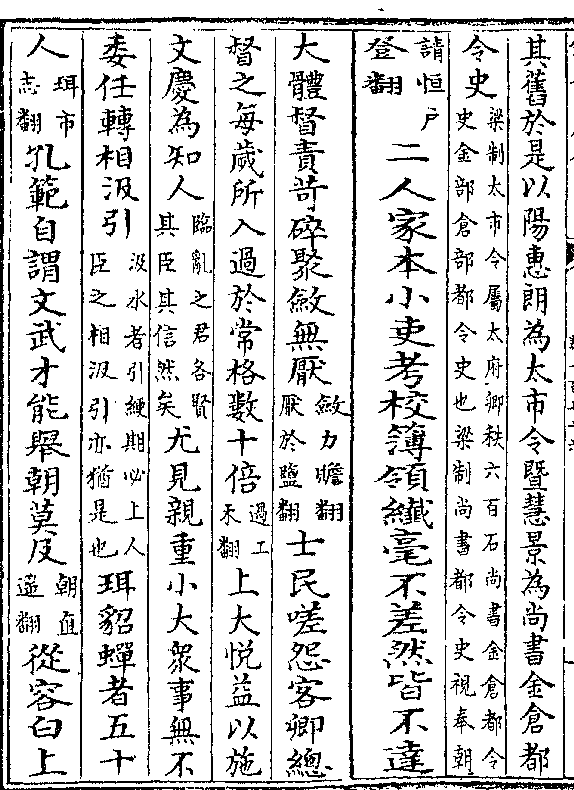 其舊於是以陽惠朗為太市令暨慧景為尚書金倉都
令史梁制太市令屬太府卿秩六百石尚書金倉都令
史金部倉部都令史也梁制尚書都令史視奉朝
請恒戶
登翻二人家本小吏考校簿領纎毫不差然皆不達
大體督責苛碎聚斂無厭斂力贍翻
厭於鹽翻士民嗟怨客卿總
督之每歲所入過於常格數十倍過工
禾翻上大悅益以施
文慶為知人臨亂之君各賢
其臣其信然矣尤見親重小大衆事無不
委任轉相汲引汲水者引綆期必上人
臣之相汲引亦猶是也珥貂蟬者五十
人珥市
志翻孔範自謂文武才能舉朝莫及朝直
遥翻從容白上